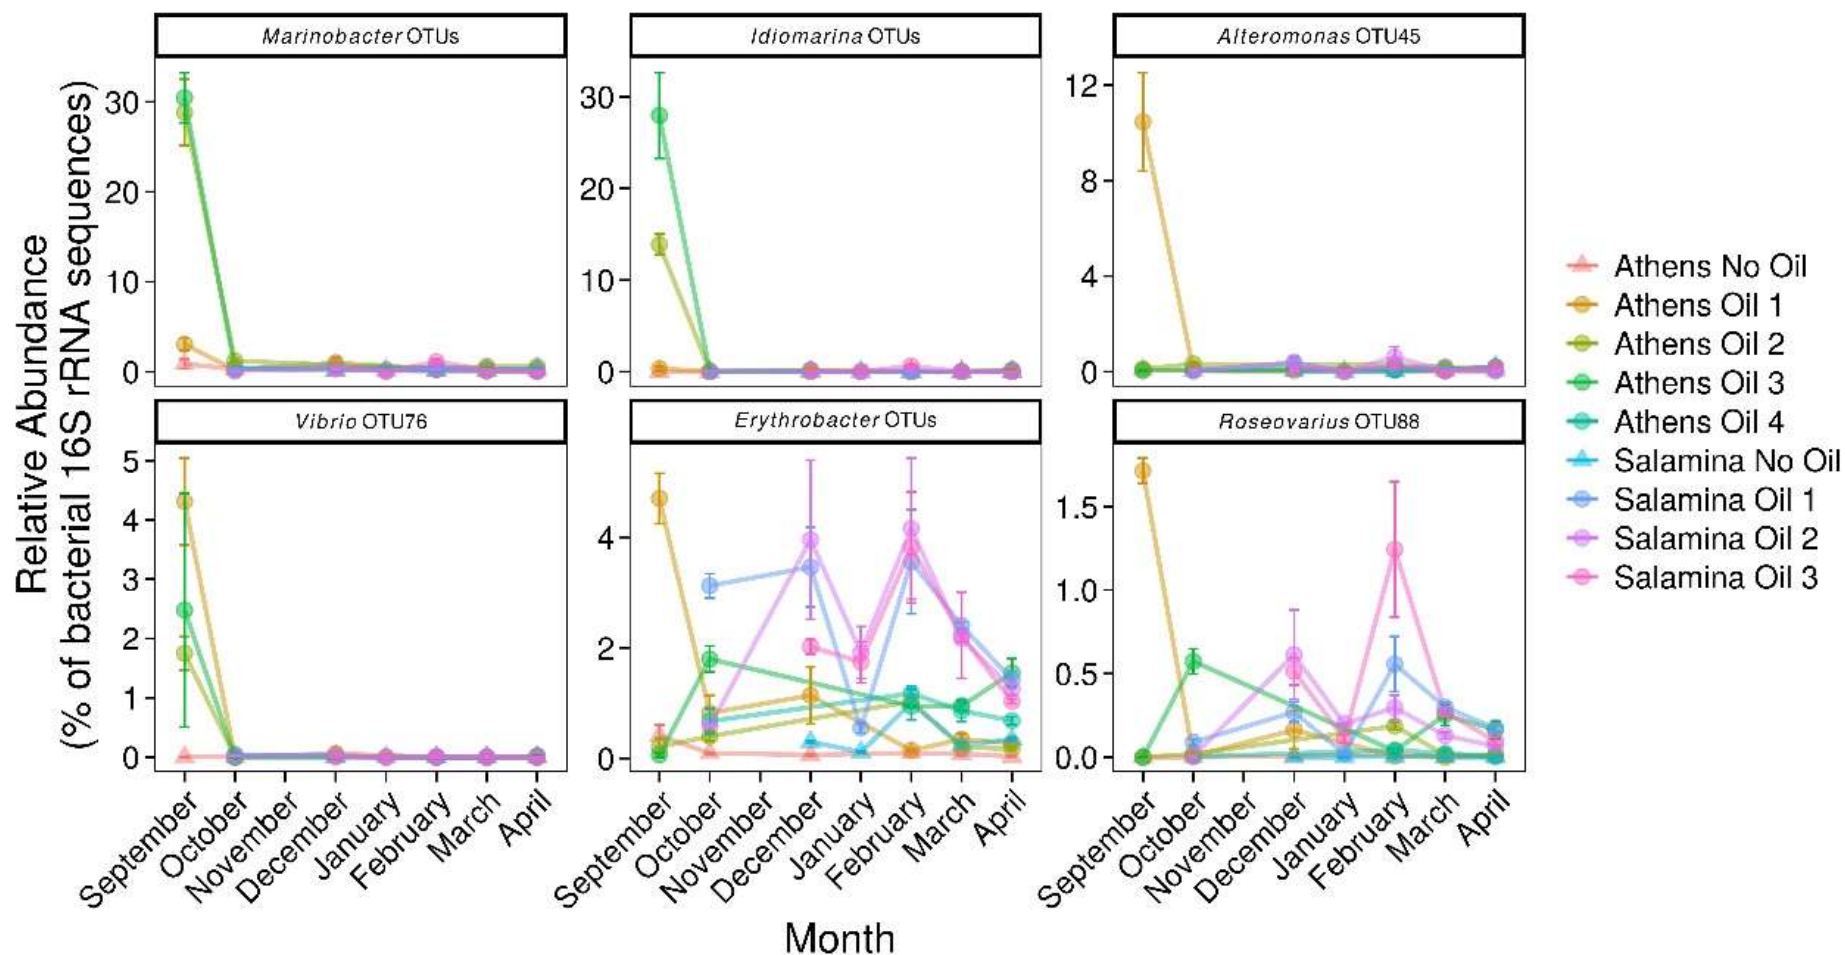 Marinobacter OTUs
Idiomarina OTUs
Alteromonas OTU45
30
20
10
0
30
20
10
0
12
8
4
0
Relative Abundance
(% of bacterial 16S rRNA sequences)
Vibrio OTU76
Erythrobacter OTUs
Roseovarius OTU88
5
4
3
2
1
0
4
2
0
1.5
1.0
0.5
0.0
September
October
November
December
January
February
March
April
September
October
November
December
January
February
March
April
September
October
November
December
January
February
March
April
Month
Athens No Oil
Athens Oil 1
Athens Oil 2
Athens Oil 3
Athens Oil 4
Salamina No Oil
Salamina Oil 1
Salamina Oil 2
Salamina Oil 3